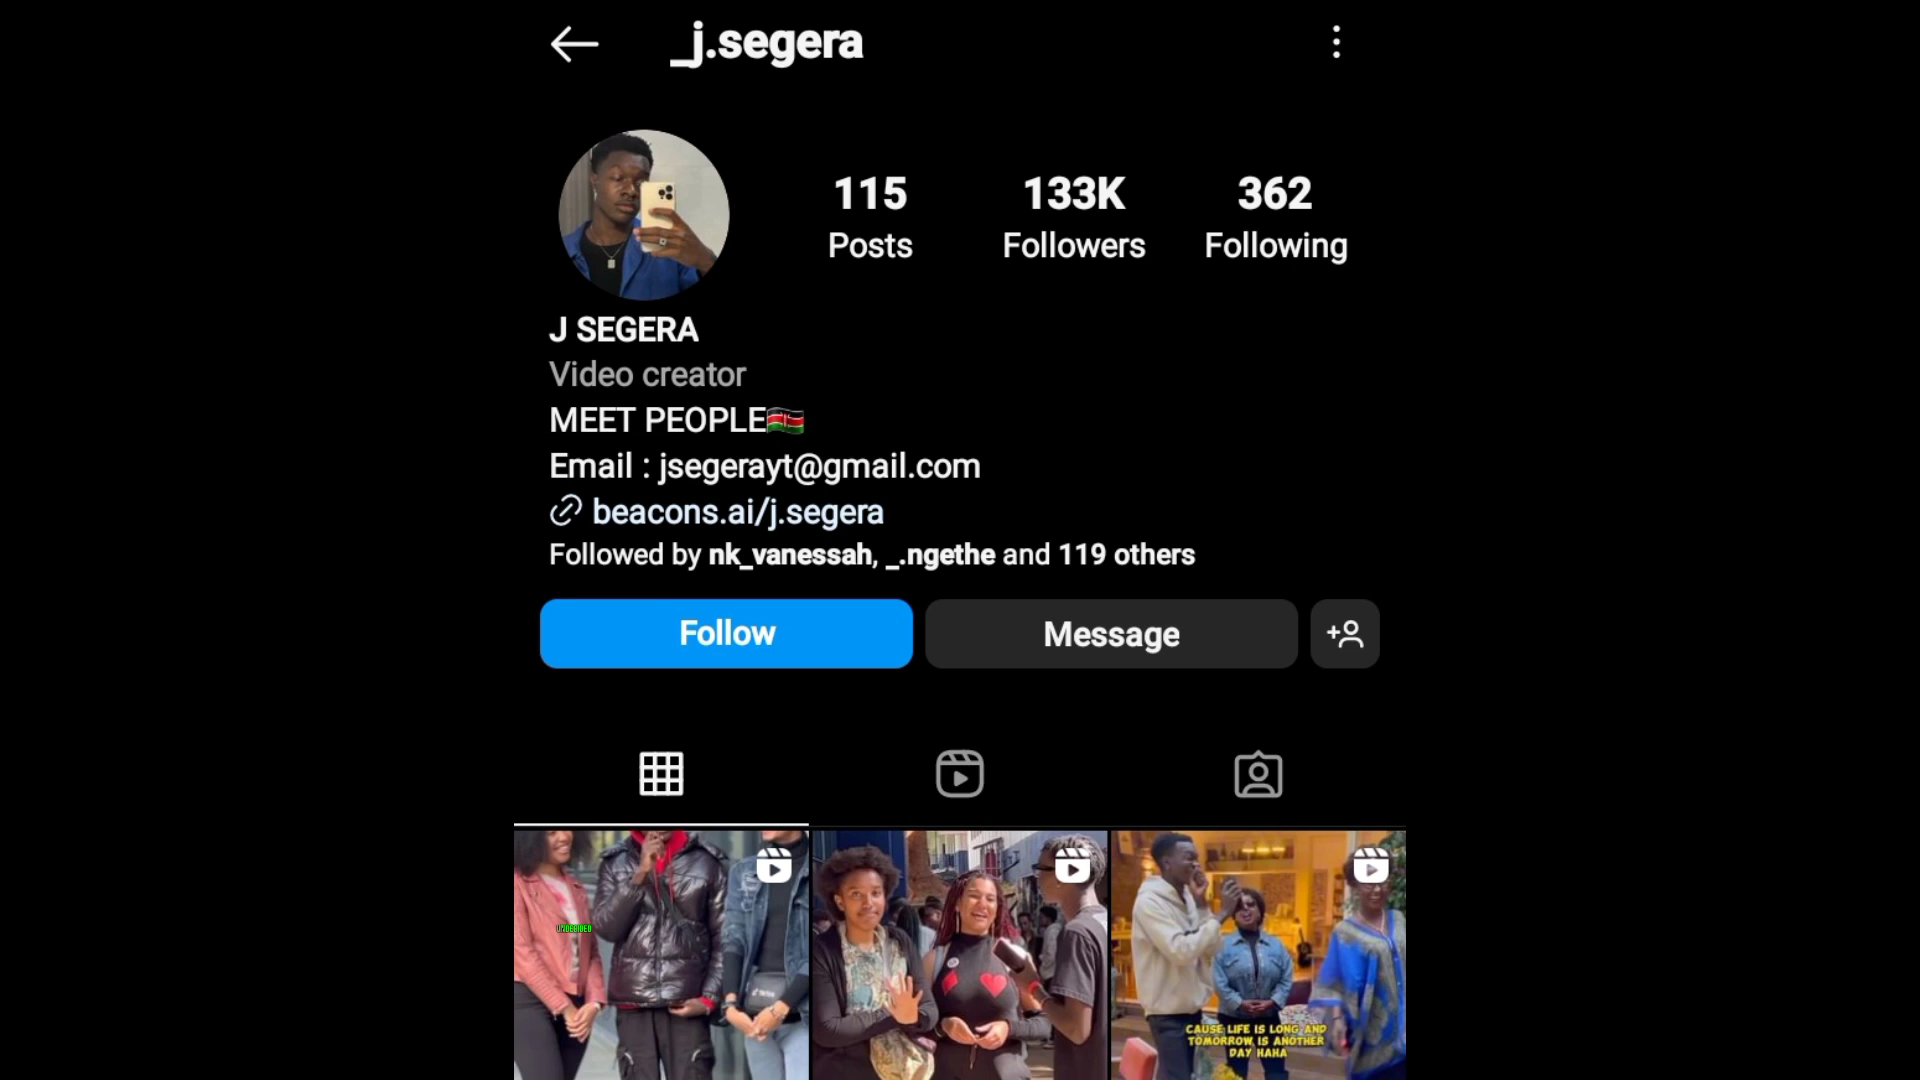 _j.segera
115
Posts
133K
Followers
362
Following
J SEGERA
Video creator
MEET PEOPLE🇰🇪
Email : jsegerayt@gmail.com
beacons.ai/j.segera
Followed by nk_vanessah, _.ngethe and 119 others
Follow
Message
UNDECIDED
CAUSE LIFE IS LONG AND
TOMORROW IS ANOTHER
DAY HAHA